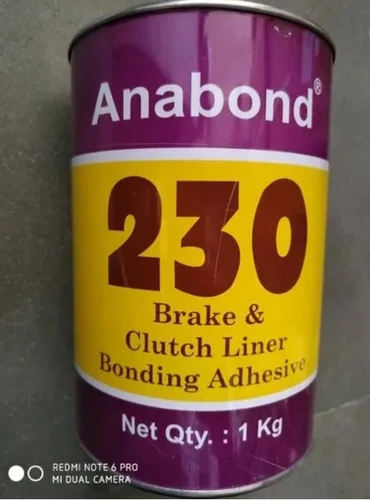 Anabond®
230
Brake &
Clutch Liner
Bonding Adhesive
Net Qty. : 1 Kg
REDMI NOTE 6 PRO
MI DUAL CAMERA